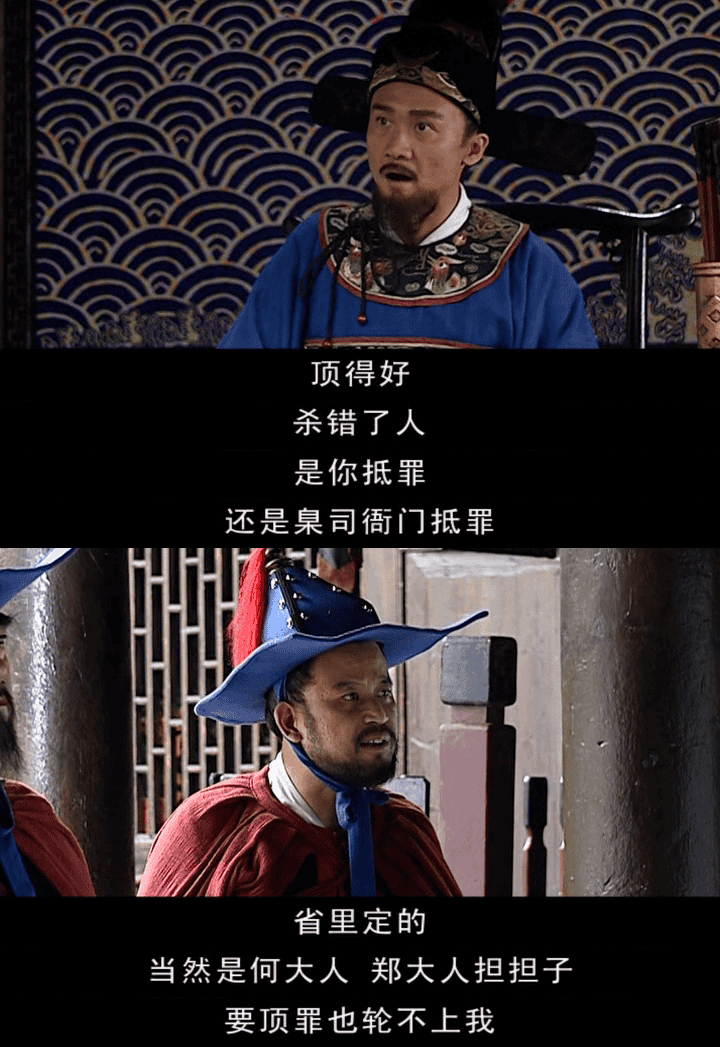 顶得好
杀错了人
是你抵罪
还是臬司衙门抵罪
省里定的
当然是何大人 郑大人担担子
要顶罪也轮不上我